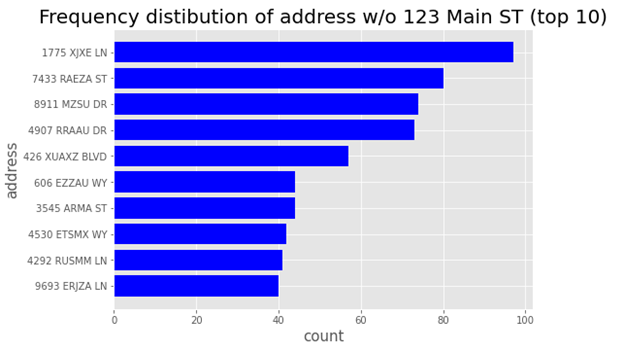 Frequency distibution of address w/o 123 Main ST (top 10)
1775 XJXE LN
7433 RAEZA ST
8911 MZSU DR
4907 RRAAU DR
426 XUAXZ BLVD
606 EZZAU WY
3545 ARMA ST
4530 ETSMX WY
4292 RUSMM LN
9693 ERJZA LN
address
0 20 40 60 80 100
count